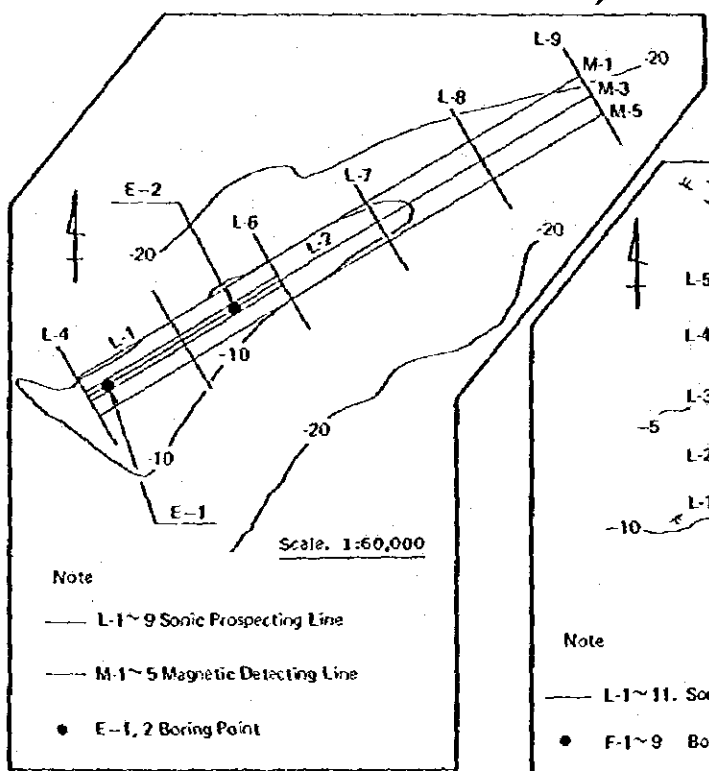 L-9
M-1
-20
M-3
M-5
L-8
E-2
L-7
L-6
L-2
-20
-20
L-4
L-1
-10
-20
-10
E-1
Scale. 1:60,000
Note
L-1~9 Sonic Prospecting Line
M-1~5 Magnetic Detecting Line
E-1, 2 Boring Point
L-5
L-4
L-3
-5
L-2
L-1
-10
Note
L-1~11.
F-1~9